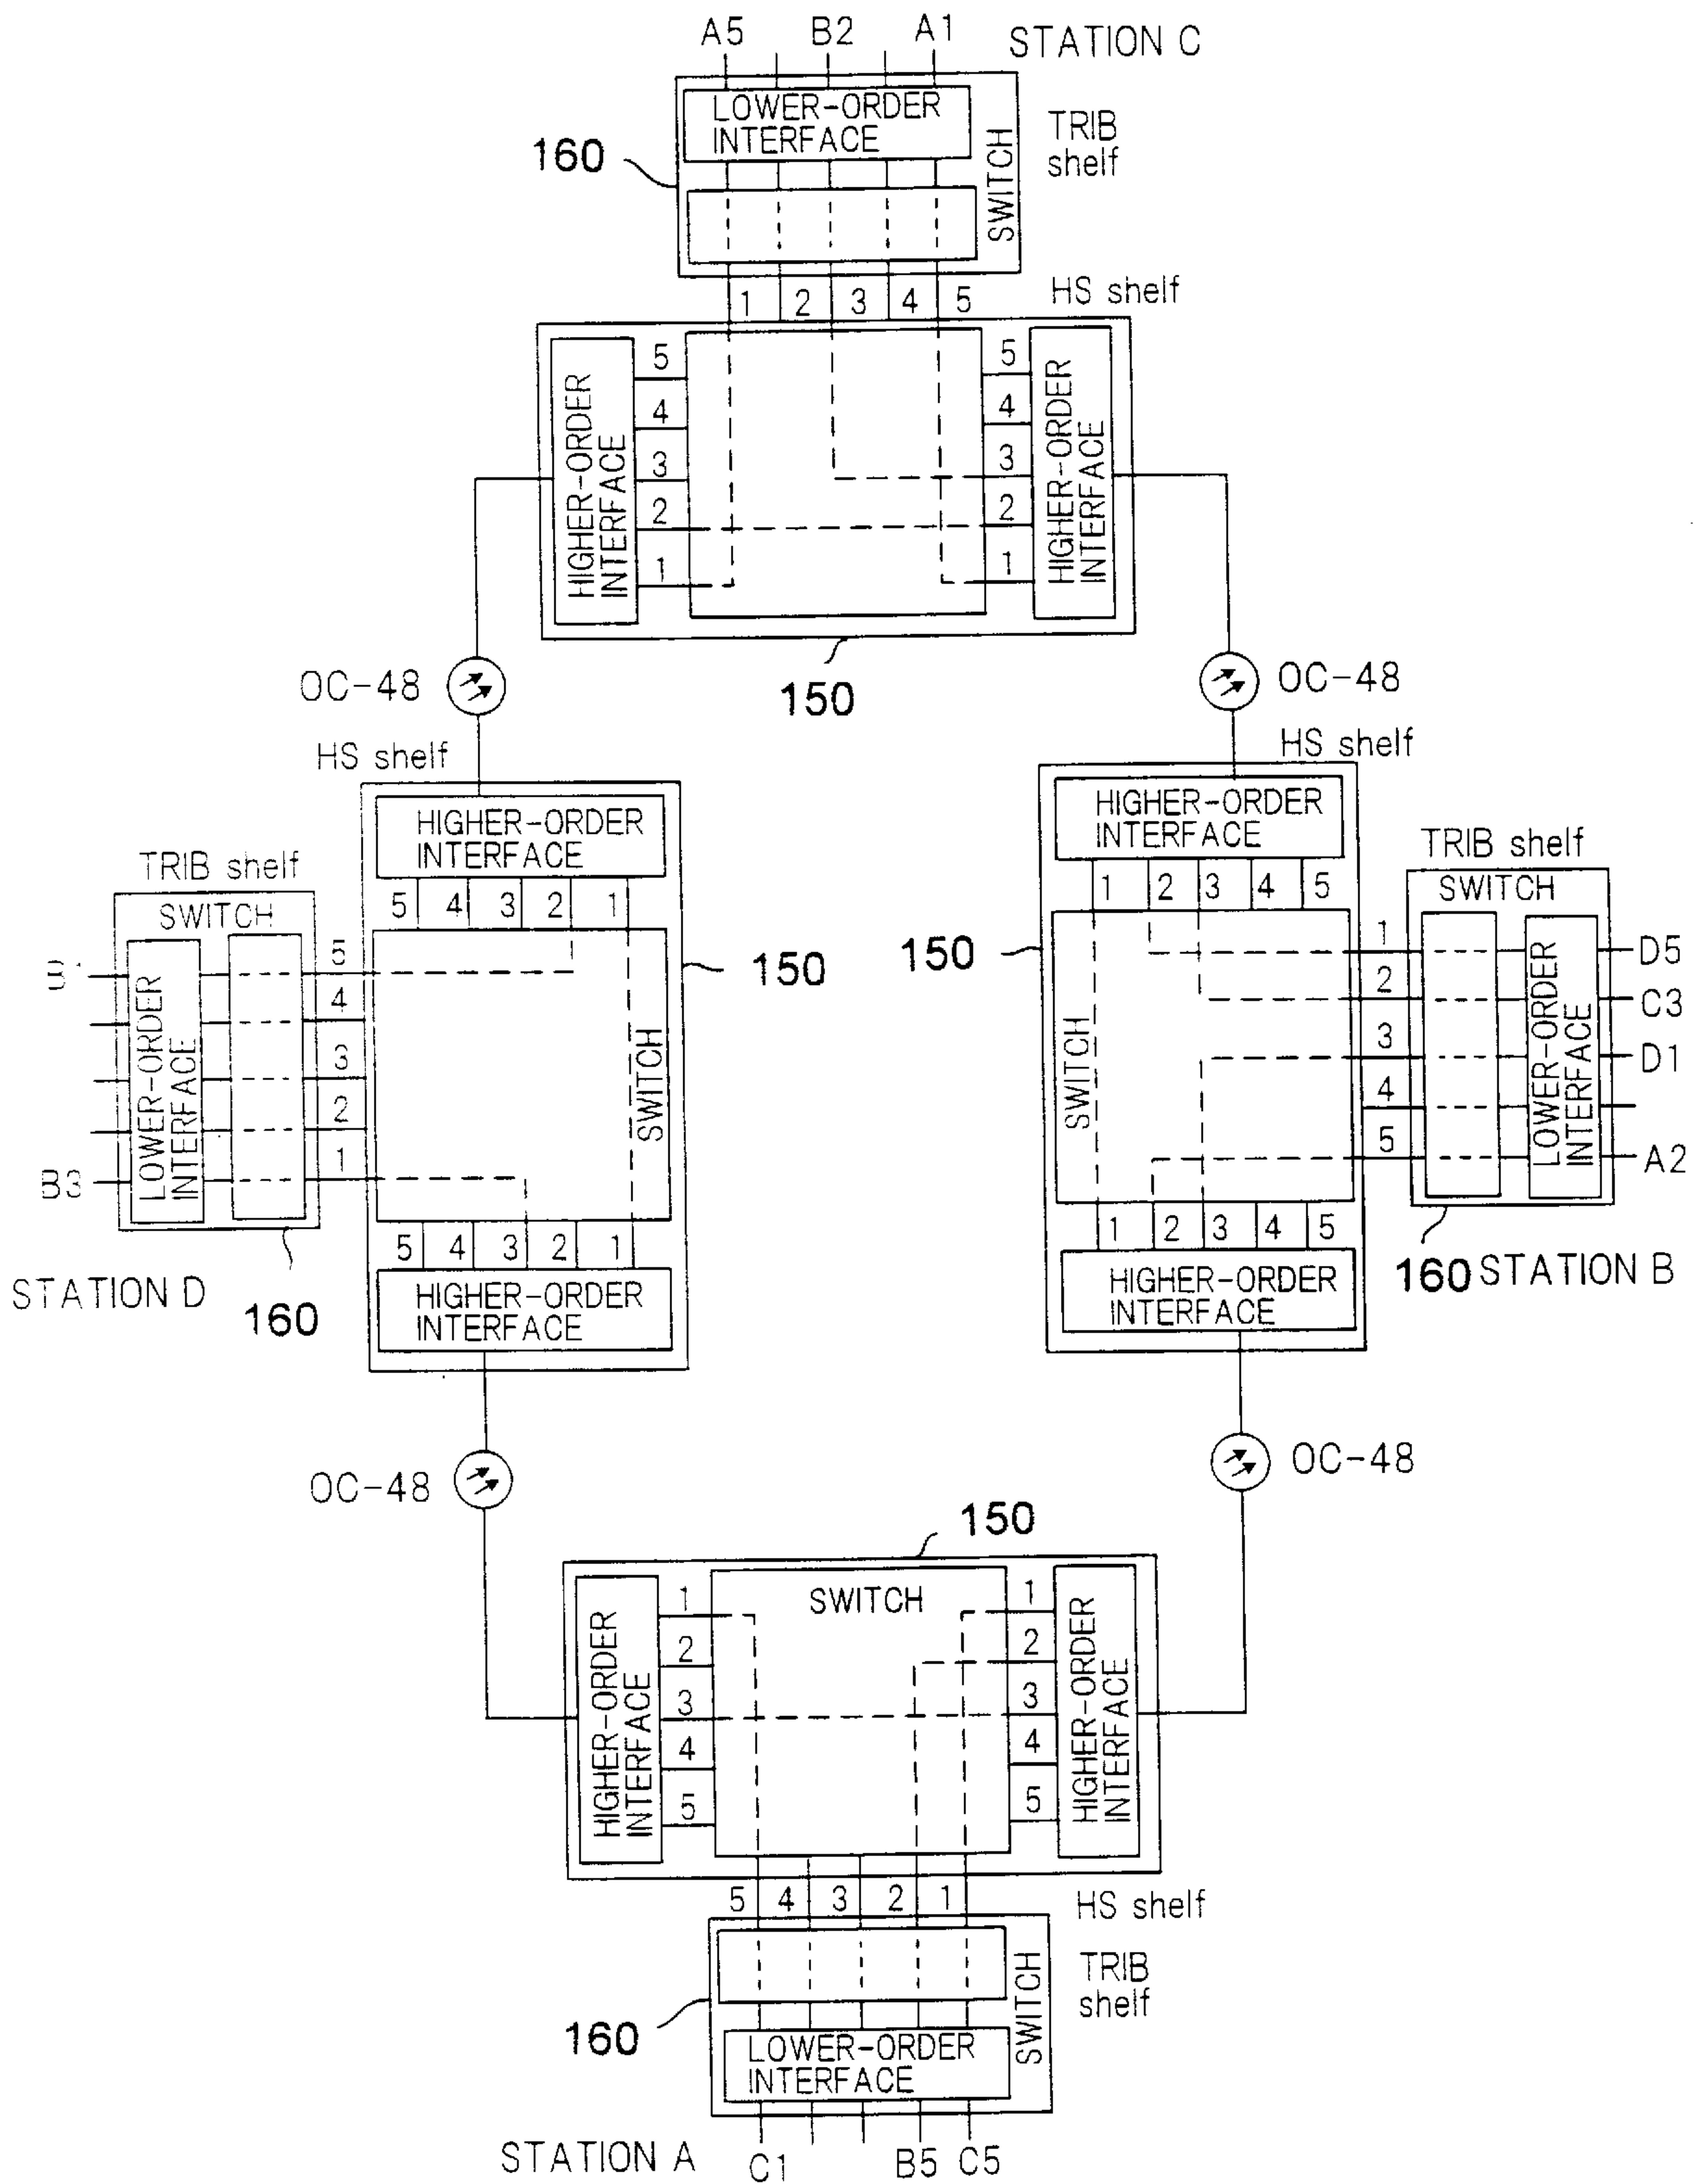 A5 B2 A1 STATION C
LOWER-ORDER
INTERFACE
SWITCH
TRIB
shelf
160
1 2 3 4 5
HS shelf
HIGHER-ORDER
INTERFACE
5
4
3
2
1
5
4
3
2
1
HIGHER-ORDER
INTERFACE
150
OC-48
OC-48
HS shelf
HIGHER-ORDER
INTERFACE
5 4 3 2 1
TRIB shelf
SWITCH
LOWER-ORDER
INTERFACE
5
4
3
2
1
B3
SWITCH
150
5 4 3 2 1
HIGHER-ORDER
INTERFACE
STATION D
160
HS shelf
HIGHER-ORDER
INTERFACE
1 2 3 4 5
150
SWITCH
TRIB shelf
SWITCH
1
2
3
4
5
LOWER-ORDER
INTERFACE
D5
C3
D1
A2
1 2 3 4 5
HIGHER-ORDER
INTERFACE
160 STATION B
OC-48
OC-48
150
HIGHER-ORDER
INTERFACE
1
2
3
4
5
SWITCH
1
2
3
4
5
HIGHER-ORDER
INTERFACE
5 4 3 2 1
HS shelf
TRIB
shelf
SWITCH
160
LOWER-ORDER
INTERFACE
STATION A C1 B5 C5